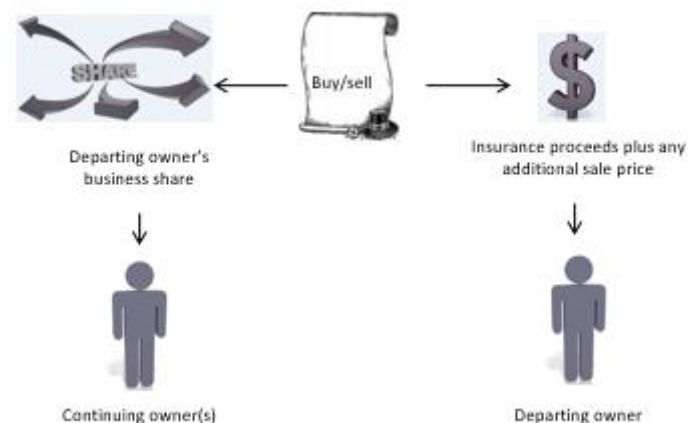 SHARE
Buy/sell
Departing owner's
business share
Insurance proceeds plus any
additional sale price
Continuing owner(s)
Departing owner